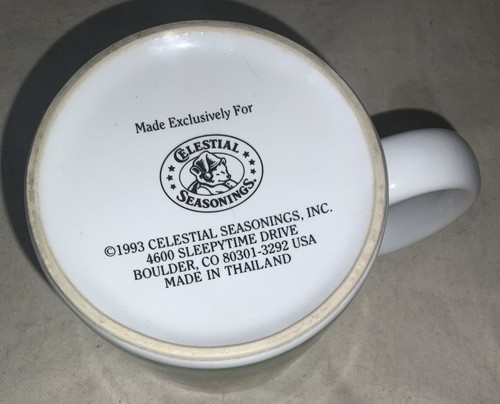 Made Exclusively For
CELESTIAL
SEASONINGS.
©1993 CELESTIAL SEASONINGS, INC.
4600 SLEEPYTIME DRIVE
BOULDER, CO 80301-3292 USA
MADE IN THAILAND